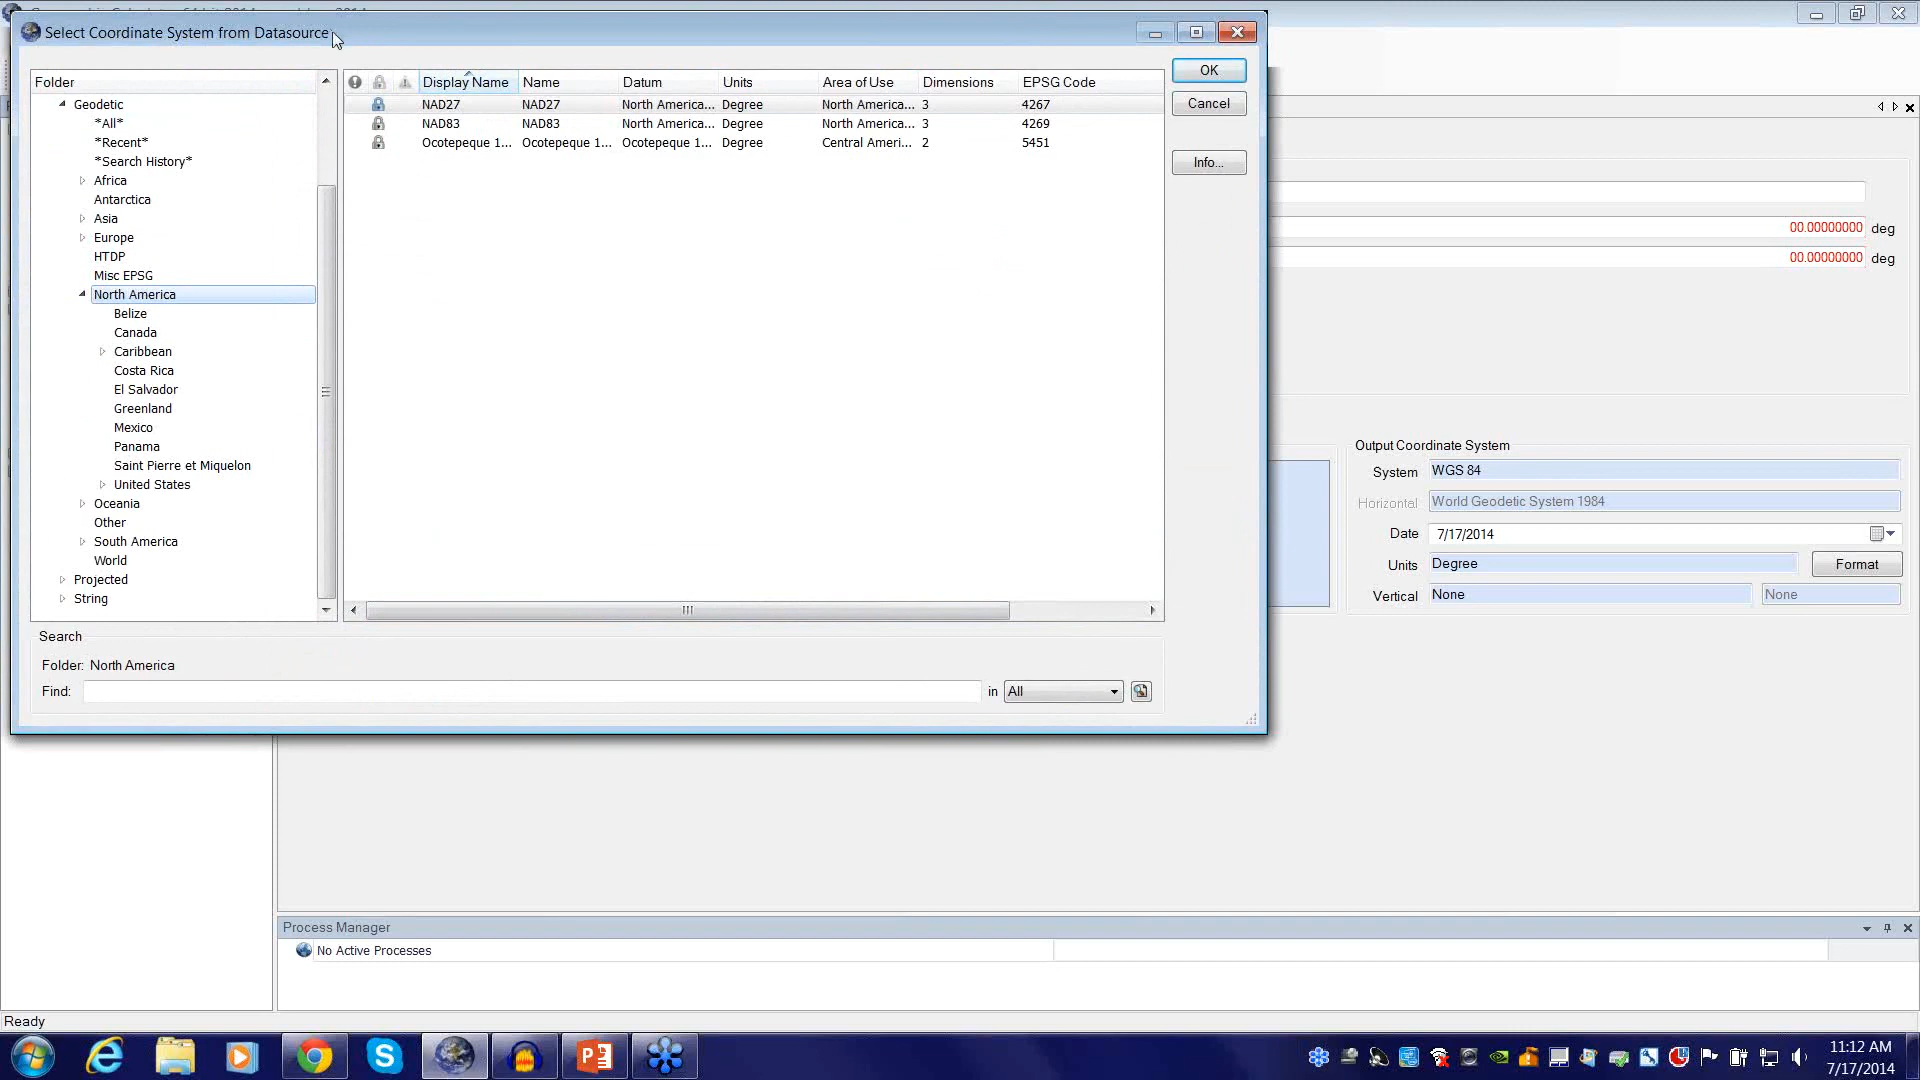 Select Coordinate System from Datasource
Folder
Geodetic
*All*
*Recent*
*Search History*
Africa
Antarctica
Asia
Europe
HTDP
Misc EPSG
North America
Belize
Canada
Caribbean
Costa Rica
El Salvador
Greenland
Mexico
Panama
Saint Pierre et Miquelon
United States
Oceania
Other
South America
World
Projected
String
Display Name Name Datum Units Area of Use Dimensions EPSG Code
NAD27 NAD27 North America... Degree North America... 3 4267
NAD83 NAD83 North America... Degree North America... 3 4269
Ocotepeque 1... Ocotepeque 1... Ocotepeque 1... Degree Central Ameri... 2 5451
OK
Cancel
Info...
Search
Folder: North America
Find:
in All
00.00000000 deg
00.00000000 deg
Output Coordinate System
System WGS 84
Horizontal World Geodetic System 1984
Date 7/17/2014
Units Degree Format
Vertical None None
Process Manager
No Active Processes
Ready
11:12 AM
7/17/2014